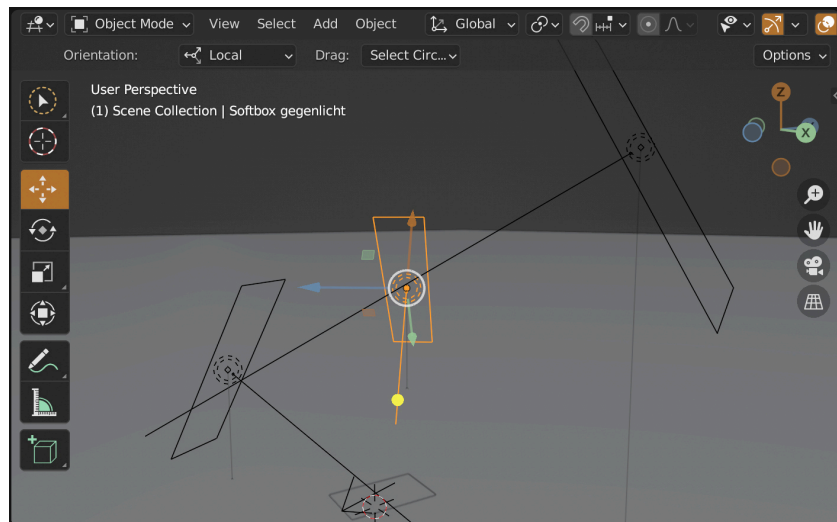 Object Mode View Select Add Object Global
Orientation: Local Drag: Select Circ... Options
User Perspective
(1) Scene Collection | Softbox gegenlicht
Z
X